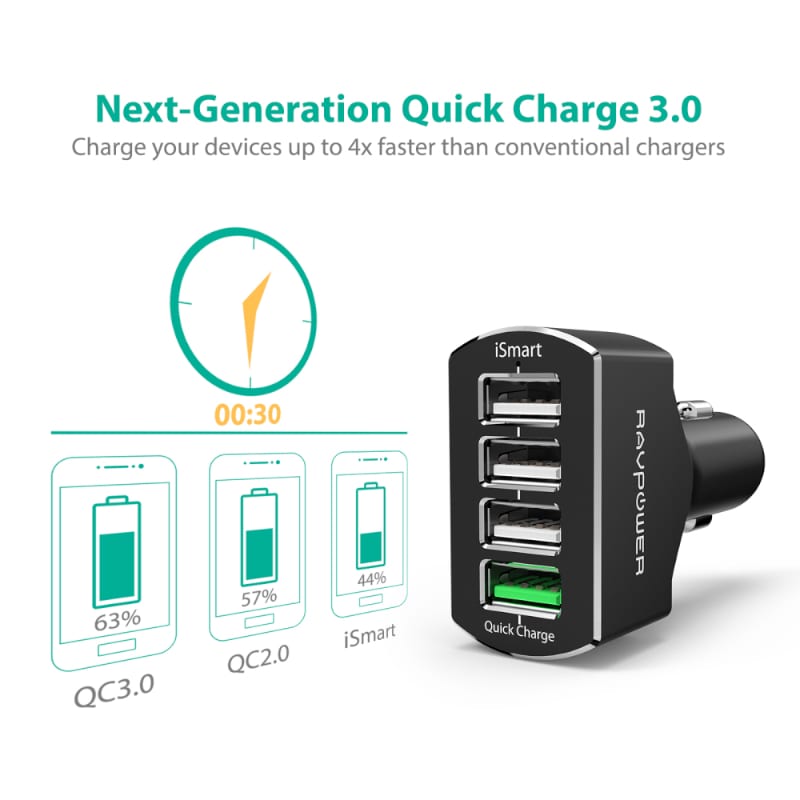 Next-Generation Quick Charge 3.0
Charge your devices up to 4x faster than conventional chargers
00:30
63%
QC3.0
57%
QC2.0
44%
iSmart
iSmart
Quick Charge
RAVPOWER